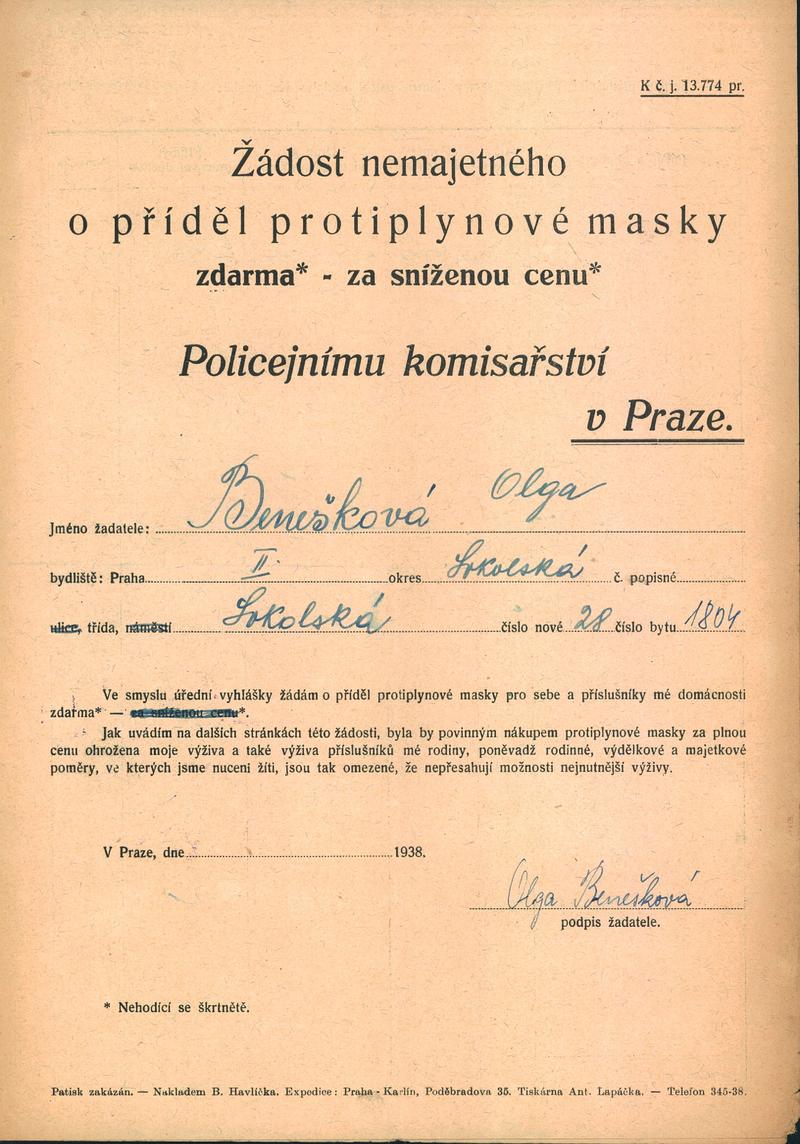 K č. j. 13.774 pr.
Žádost nemajetného
o příděl protiplynové masky
zdarma* - za sníženou cenu*
Policejnímu komisařství
v Praze.
Jméno žadatele: Benešková Olga
bydliště: Praha II. okres Sokolská č. popisné
ulice, třída, náměstí Sokolská číslo nové 28 číslo bytu 1804
Ve smyslu úřední vyhlášky žádám o příděl protiplynové masky pro sebe a příslušníky mé domácnosti
zdarma* — za sníženou cenu*.
Jak uvádím na dalších stránkách této žádosti, byla by povinným nákupem protiplynové masky za plnou
cenu ohrožena moje výživa a také výživa příslušníků mé rodiny, poněvadž rodinné, výdělkové a majetkové
poměry, ve kterých jsme nuceni žíti, jsou tak omezené, že nepřesahují možnosti nejnutnější výživy.
V Praze, dne 1938.
Olga Benešková
podpis žadatele.
* Nehodící se škrtnětě.
Patisk zakázán. — Nakladem B. Havlíčka. Expedice: Praha - Karlín, Poděbradova 35. Tiskárna Ant. Lapáčka. — Telefon 345-38.